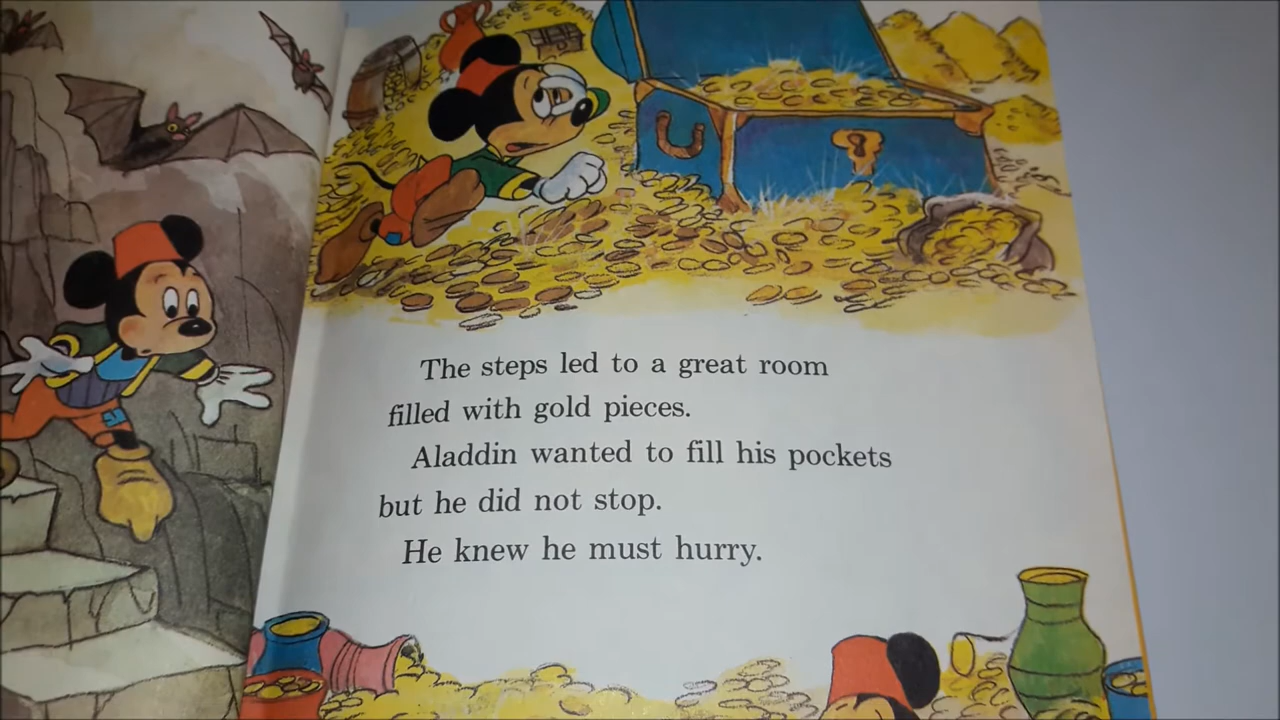 The steps led to a great room
filled with gold pieces.
Aladdin wanted to fill his pockets
but he did not stop.
He knew he must hurry.